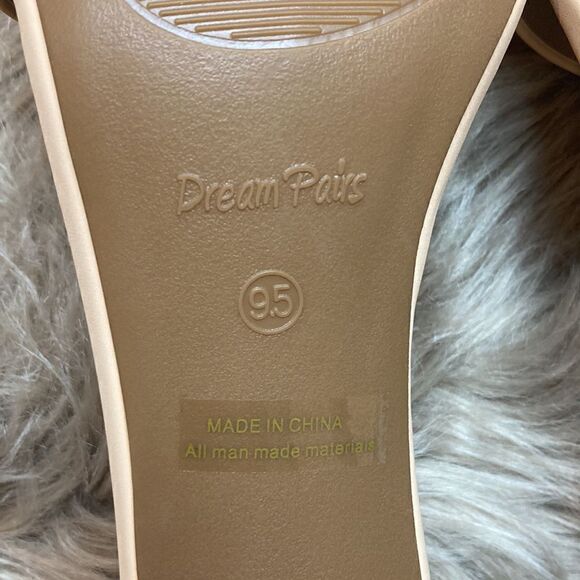 Dream Pairs
9.5
MADE IN CHINA
All man made materials